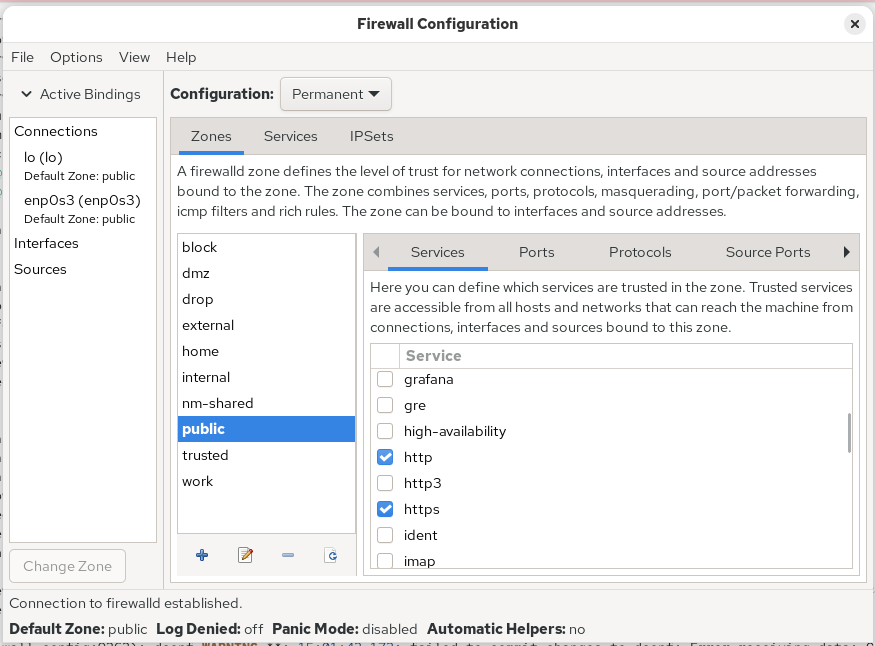 Firewall Configuration
File Options View Help
Active Bindings
Connections
lo (lo)
Default Zone: public
enp0s3 (enp0s3)
Default Zone: public
Interfaces
Sources
Change Zone
Configuration: Permanent
Zones Services IPSets
A firewalld zone defines the level of trust for network connections, interfaces and source addresses
bound to the zone. The zone combines services, ports, protocols, masquerading, port/packet forwarding,
icmp filters and rich rules. The zone can be bound to interfaces and source addresses.
block
dmz
drop
external
home
internal
nm-shared
public
trusted
work
Services Ports Protocols Source Ports
Here you can define which services are trusted in the zone. Trusted services
are accessible from all hosts and networks that can reach the machine from
connections, interfaces and sources bound to this zone.
Service
grafana
gre
high-availability
http
http3
https
ident
imap
Connection to firewalld established.
Default Zone: public Log Denied: off Panic Mode: disabled Automatic Helpers: no